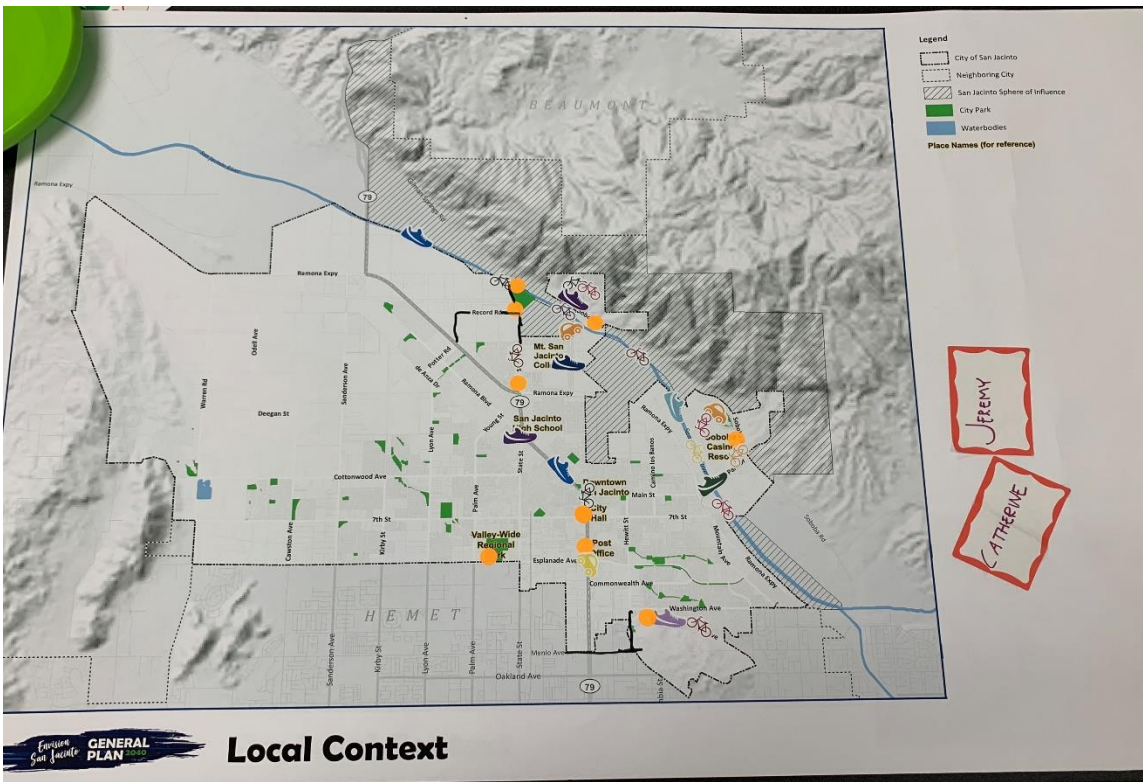 Legend
City of San Jacinto
Neighboring City
San Jacinto Sphere of Influence
City Park
Waterbodies
Place Names (for reference)
BEAUMONT
Ramona Expy
79
Ramona Expy
Record Rd
Mt. San
Jacinto
Odell Ave
Warren Rd
Sanderson Ave
Potter Rd
de Anza Dr
Ramona Blvd
Ramona Expy
79
Deegan St
Lyon Ave
Young St
San Jacinto
High School
State St
Ramona Expy
Camino los Banos
Soboba
Casino
Cottonwood Ave
Palm Ave
Downtown
Main St
City
Hall
7th St
7th St
Cawston Ave
Kirby St
Hewitt St
Mountain Ave
Ramona Expy
Soboba Rd
Valley-Wide
Regional
Post
Office
Esplanade Ave
Commonwealth Ave
Washington Ave
HEMET
Sanderson Ave
Kirby St
Lyon Ave
Palm Ave
State St
Menlo Ave
Oakland Ave
79
JEREMY
CATHERINE
Envision
San Jacinto
GENERAL
PLAN 2040
Local Context